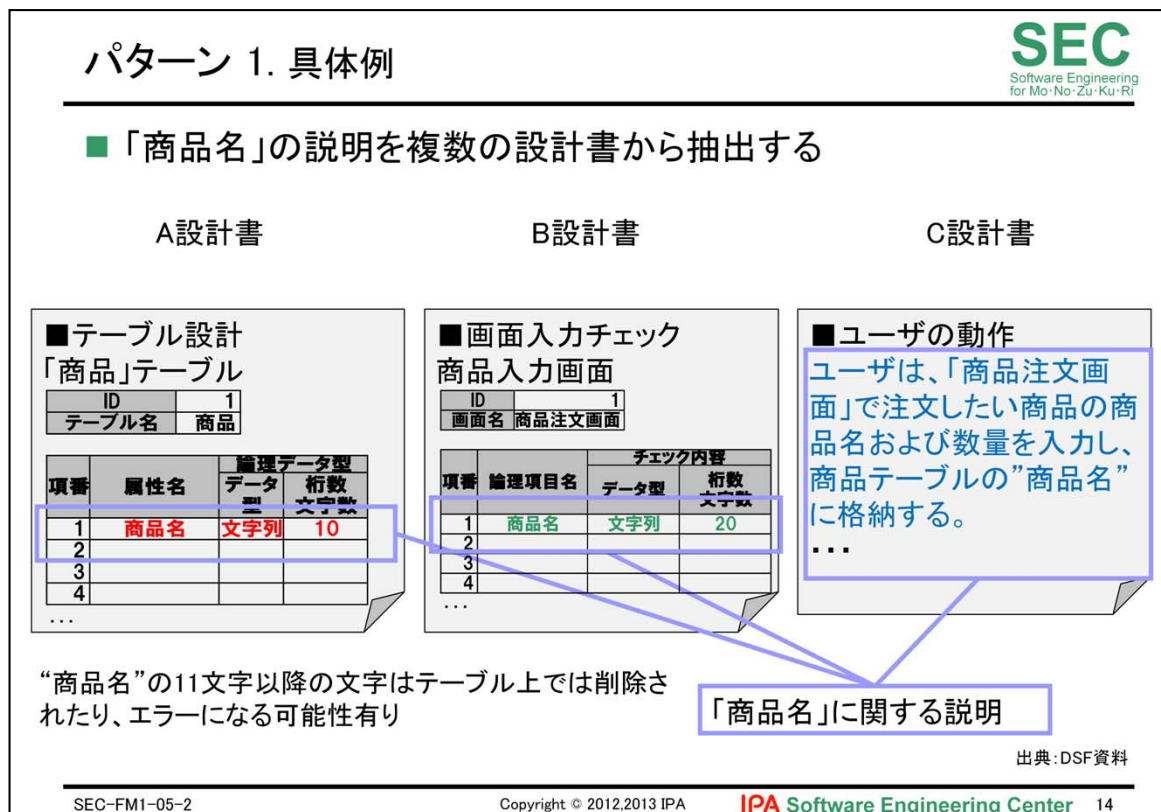 パターン 1. 具体例
SEC
Software Engineering
for Mo・No・Zu・Ku・Ri
■「商品名」の説明を複数の設計書から抽出する
A設計書
B設計書
C設計書
■テーブル設計
「商品」テーブル
ID 1
テーブル名 商品
論理データ型
項番 属性名 データ型 桁数 文字数
1 商品名 文字列 10
2
3
4
...
■画面入力チェック
商品入力画面
ID 1
画面名 商品注文画面
チェック内容
項番 論理項目名 データ型 桁数 文字数
1 商品名 文字列 20
2
3
4
...
■ユーザの動作
ユーザは、「商品注文画
面」で注文したい商品の商
品名および数量を入力し、
商品テーブルの”商品名”
に格納する。
・・・
“商品名”の11文字以降の文字はテーブル上では削除さ
れたり、エラーになる可能性有り
「商品名」に関する説明
出典:DSF資料
SEC-FM1-05-2
Copyright © 2012,2013 IPA
IPA Software Engineering Center 14